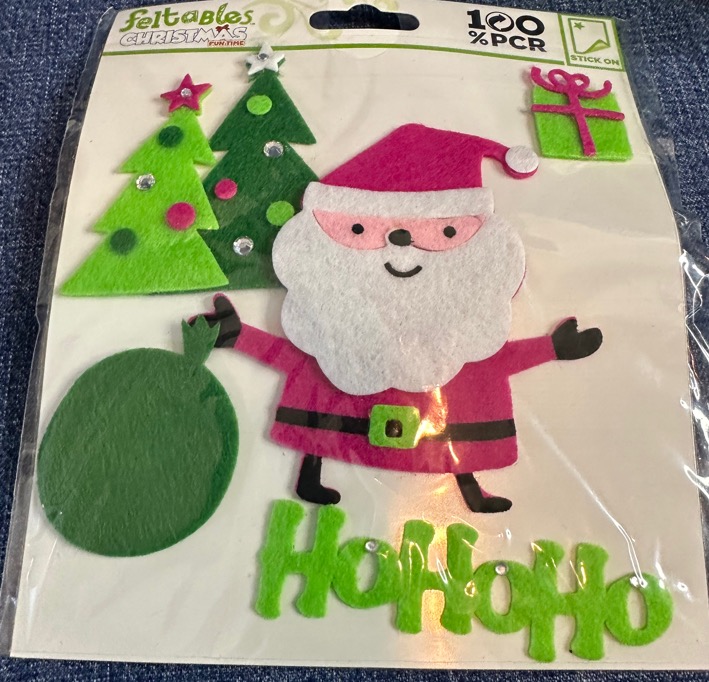 feltables
CHRISTMAS
FUN TIME
100
%PCR
STICK ON
HoHoHo